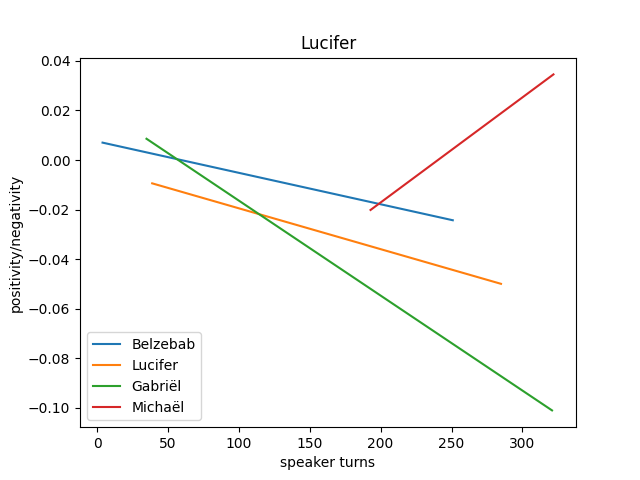 Lucifer
0.04
0.02
0.00
−0.02
−0.04
−0.06
−0.08
−0.10
positivity/negativity
Belzebab
Lucifer
Gabriël
Michaël
0 50 100 150 200 250 300
speaker turns